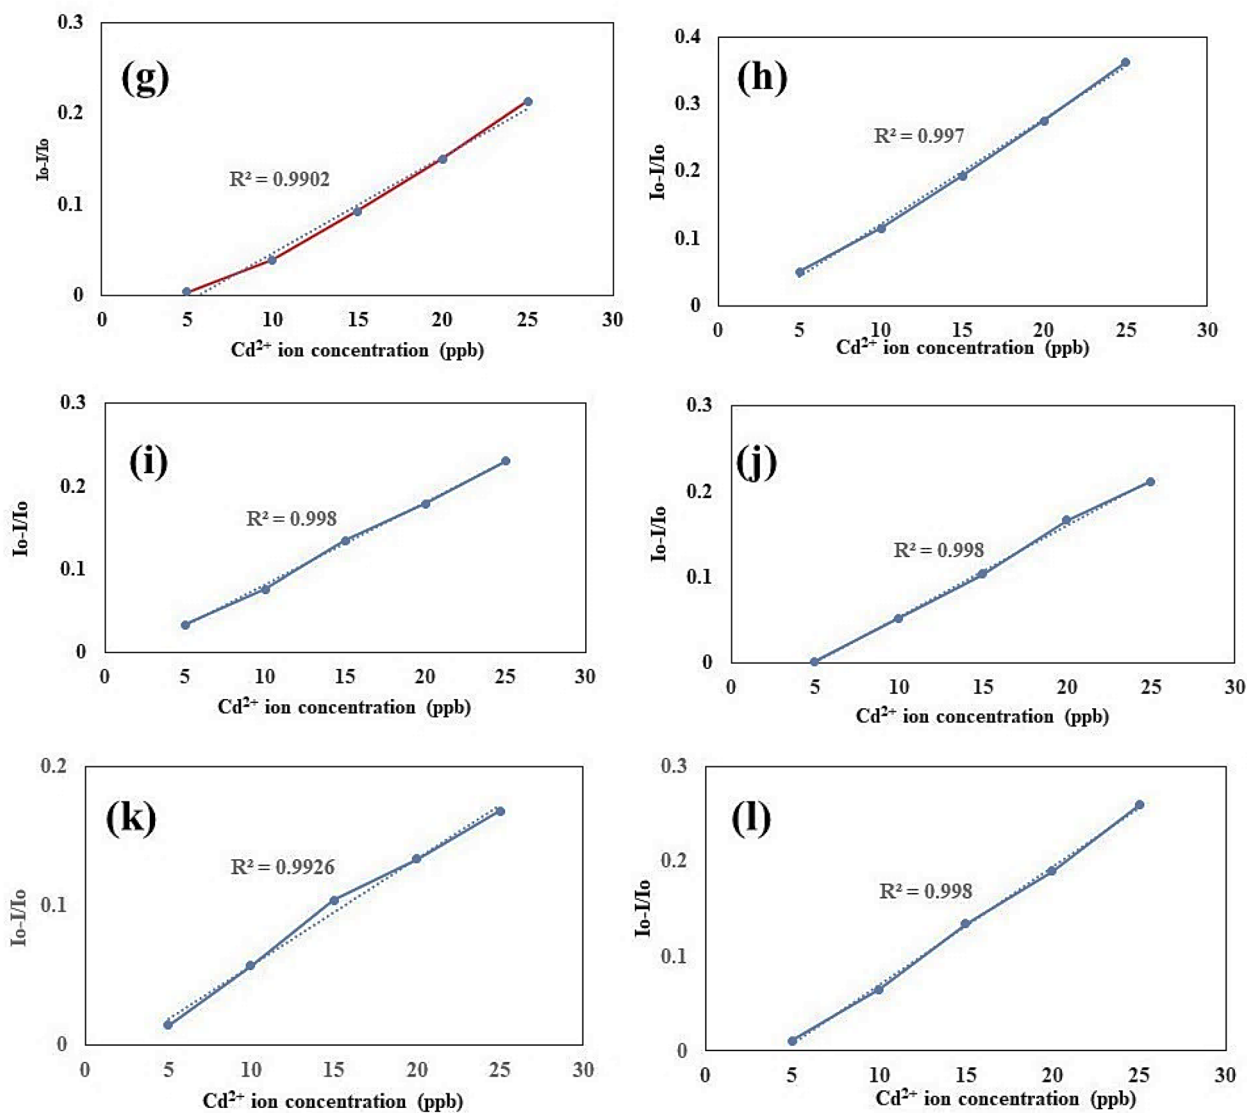 0.3
(g)
0.2
Io-I/Io
R² = 0.9902
0.1
0
0 5 10 15 20 25 30
Cd²⁺ ion concentration (ppb)
0.4
(h)
0.3
R² = 0.997
Io-I/Io
0.2
0.1
0
0 5 10 15 20 25 30
Cd²⁺ ion concentration (ppb)
0.3
(i)
0.2
Io-I/Io
R² = 0.998
0.1
0
0 5 10 15 20 25 30
Cd²⁺ ion concentration (ppb)
0.3
(j)
0.2
Io-I/Io
R² = 0.998
0.1
0
0 5 10 15 20 25 30
Cd²⁺ ion concentration (ppb)
0.2
(k)
R² = 0.9926
0.1
Io-I/Io
0
0 5 10 15 20 25 30
Cd²⁺ ion concentration (ppb)
0.3
(l)
0.2
R² = 0.998
Io-I/Io
0.1
0
0 5 10 15 20 25 30
Cd²⁺ ion concentration (ppb)